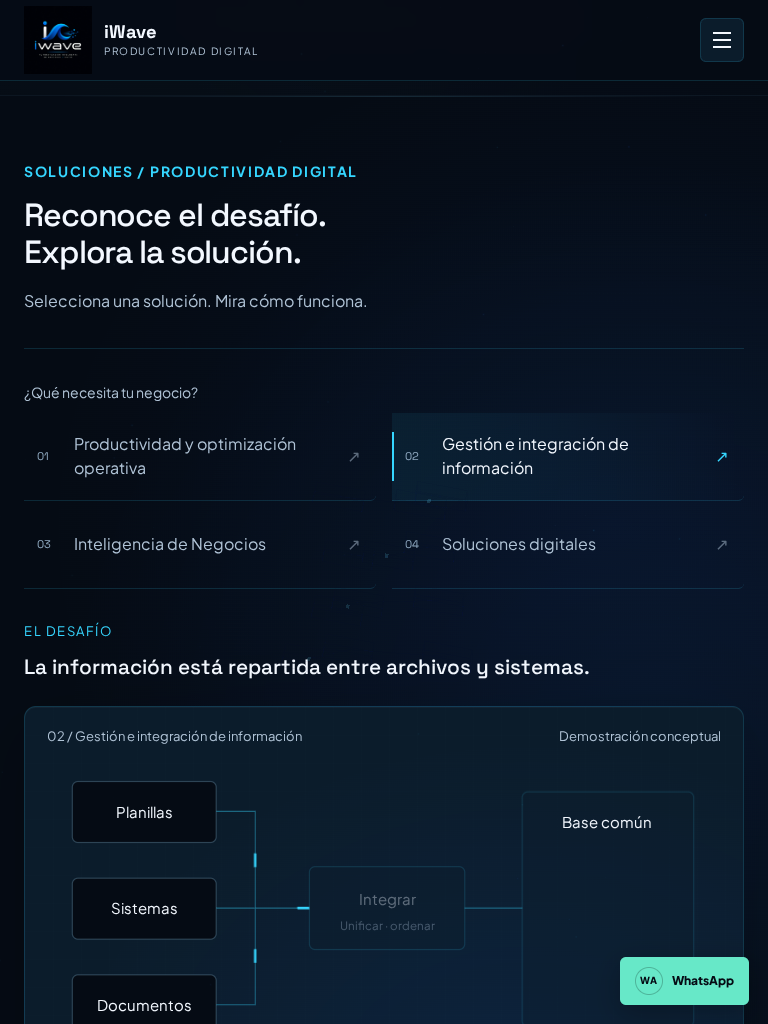 iwave
iWave
PRODUCTIVIDAD DIGITAL
SOLUCIONES / PRODUCTIVIDAD DIGITAL
Reconoce el desafío.
Explora la solución.
Selecciona una solución. Mira cómo funciona.
¿Qué necesita tu negocio?
01 Productividad y optimización operativa ↗
02 Gestión e integración de información ↗
03 Inteligencia de Negocios ↗
04 Soluciones digitales ↗
EL DESAFÍO
La información está repartida entre archivos y sistemas.
02 / Gestión e integración de información
Demostración conceptual
Planillas
Base común
Sistemas
Integrar
Unificar · ordenar
Documentos
WA WhatsApp